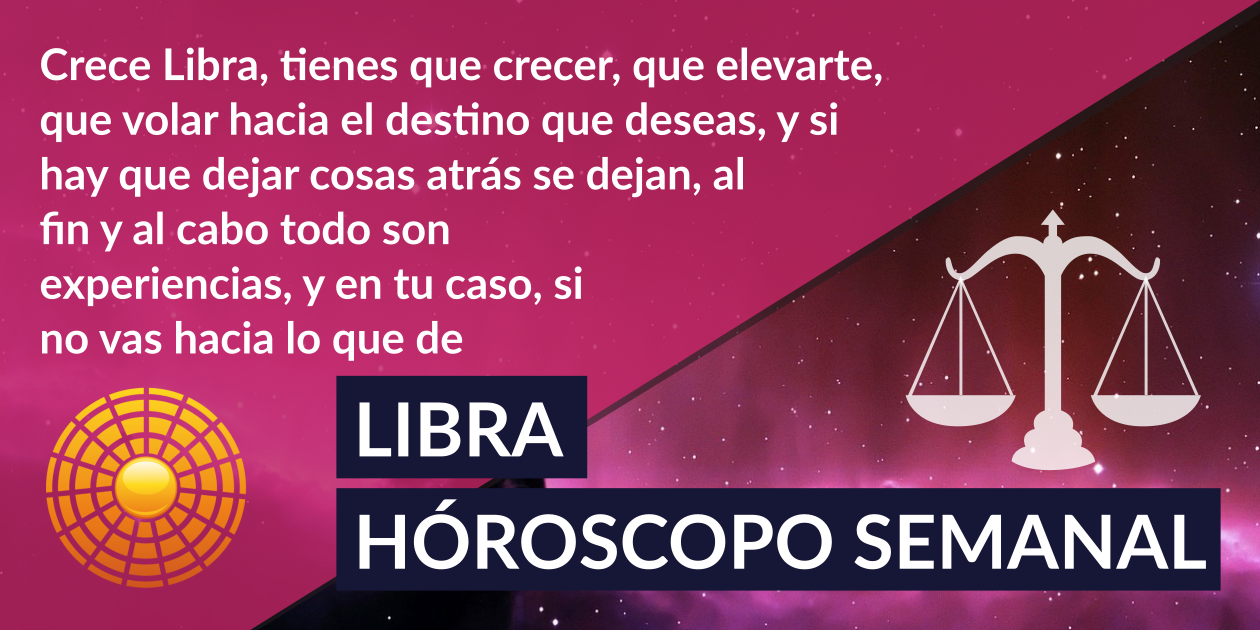 Crece Libra, tienes que crecer, que elevarte,
que volar hacia el destino que deseas, y si
hay que dejar cosas atrás se dejan, al
fin y al cabo todo son
experiencias, y en tu caso, si
no vas hacia lo que de
LIBRA
HÓROSCOPO SEMANAL